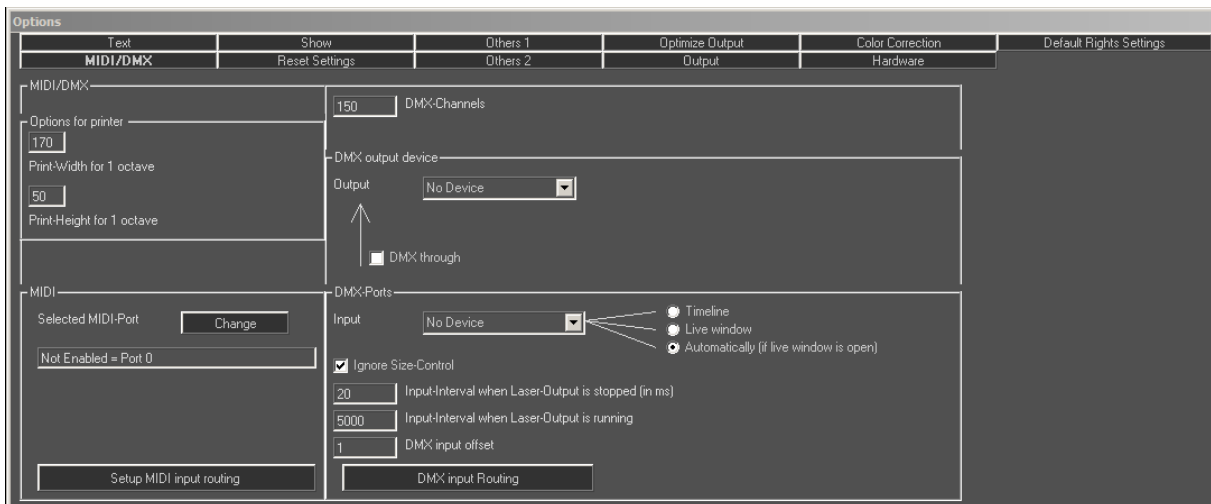 Options
Text
Show
Others 1
Optimize Output
Color Correction
Default Rights Settings
MIDI/DMX
Reset Settings
Others 2
Output
Hardware
MIDI/DMX
Options for printer
170
Print-Width for 1 octave
50
Print-Height for 1 octave
150 DMX-Channels
DMX output device
Output No Device
DMX through
MIDI
Selected MIDI-Port Change
Not Enabled = Port 0
Setup MIDI input routing
DMX-Ports
Input No Device
Timeline
Live window
Automatically (if live window is open)
Ignore Size-Control
20 Input-Interval when Laser-Output is stopped (in ms)
5000 Input-Interval when Laser-Output is running
1 DMX input offset
DMX input Routing